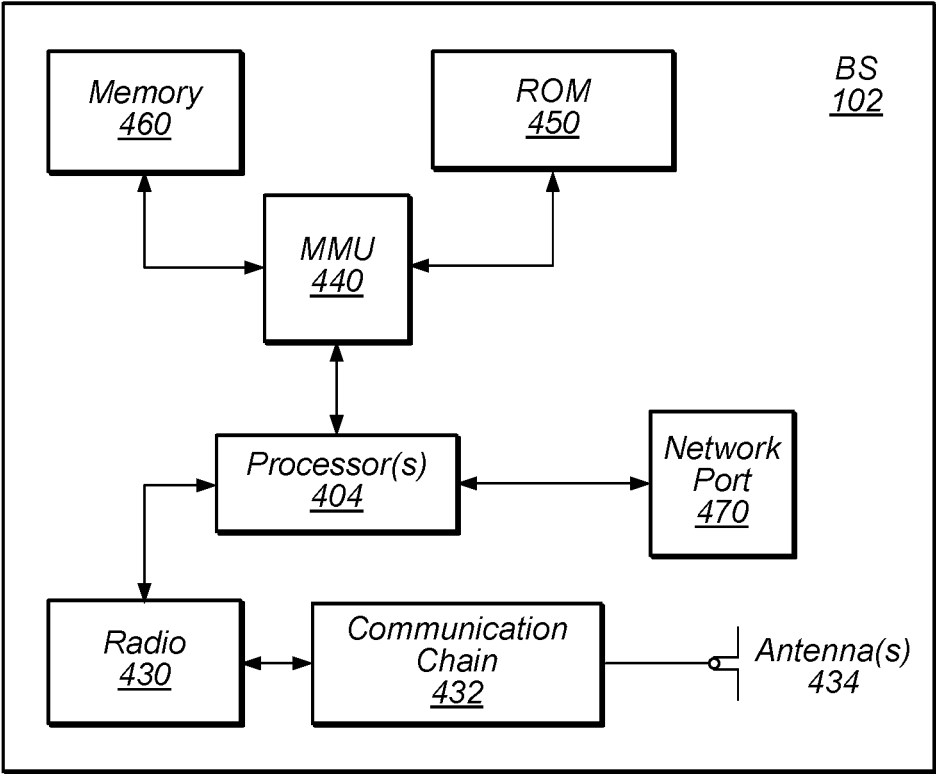 Memory
460
ROM
450
BS
102
MMU
440
Processor(s)
404
Network
Port
470
Radio
430
Communication
Chain
432
Antenna(s)
434